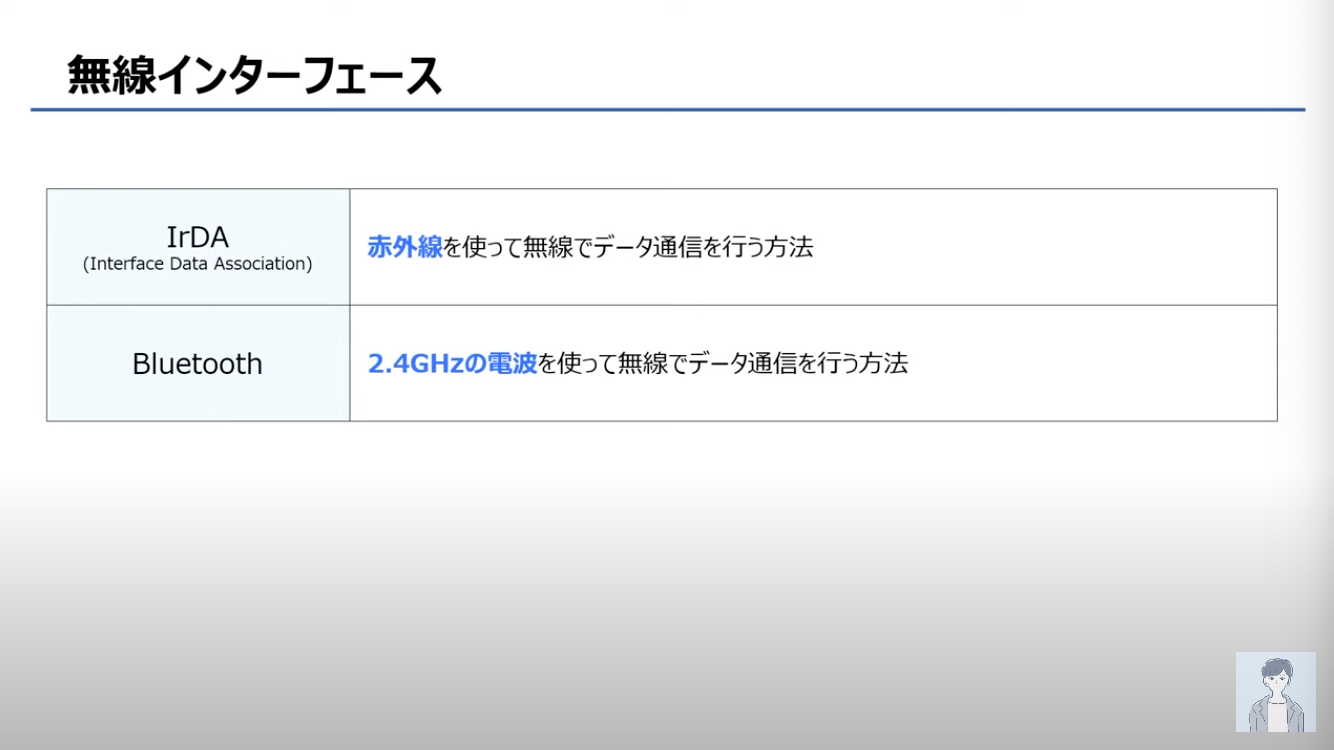 無線インターフェース
IrDA
(Interface Data Association)
赤外線を使って無線でデータ通信を行う方法
Bluetooth
2.4GHzの電波を使って無線でデータ通信を行う方法